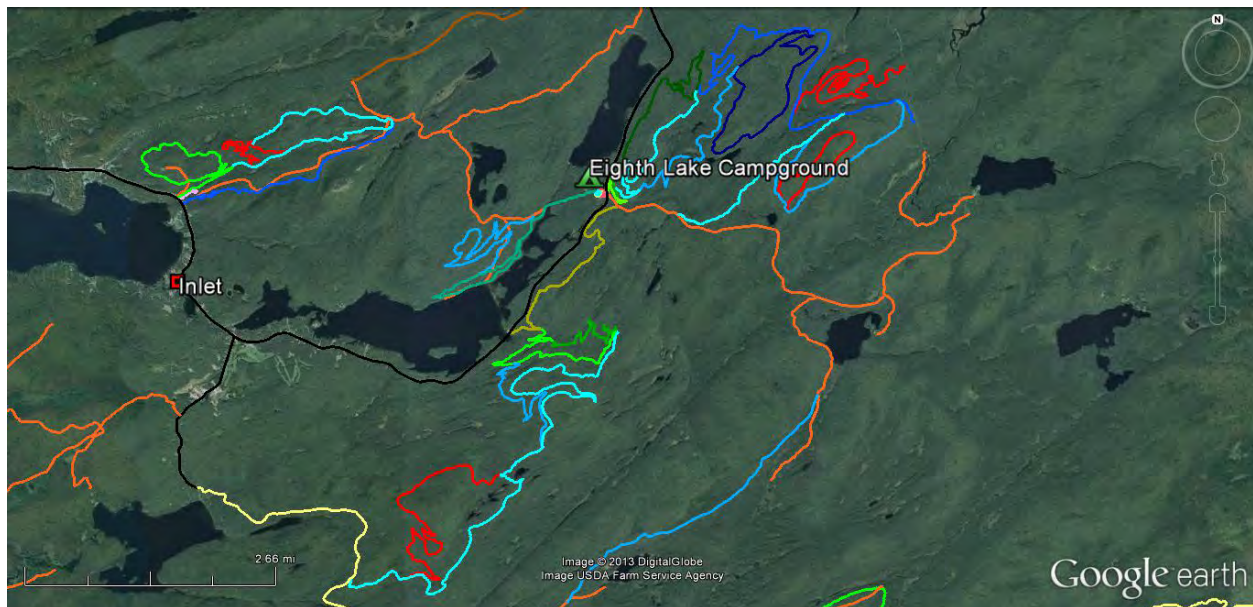 N
Eighth Lake Campground
Inlet
2.66 mi
Image © 2013 DigitalGlobe
Image USDA Farm Service Agency
Google earth